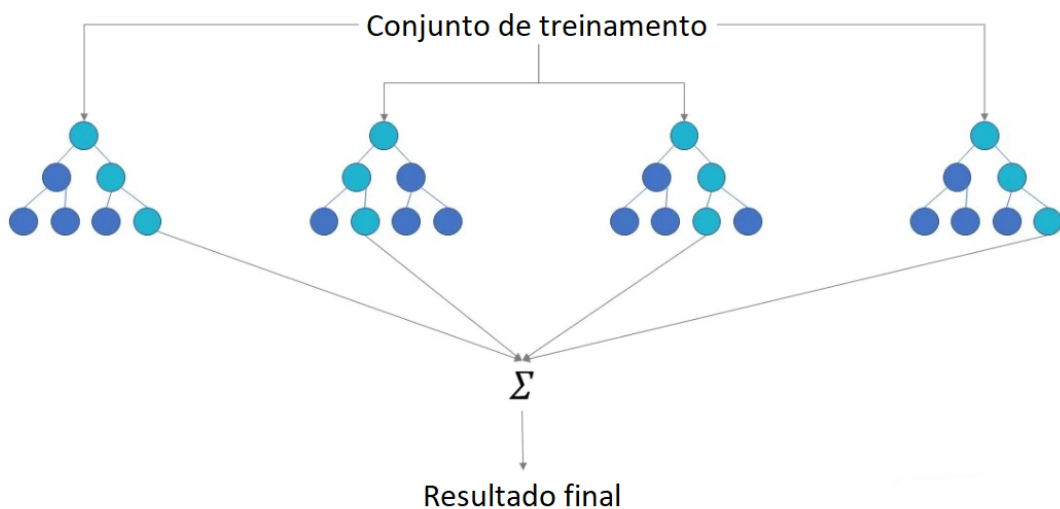 Conjunto de treinamento
Σ
Resultado final